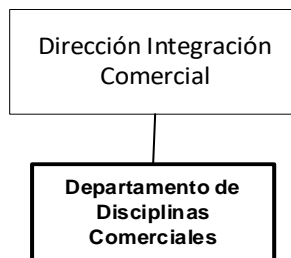 Dirección Integración
Comercial
Departamento de
Disciplinas
Comerciales